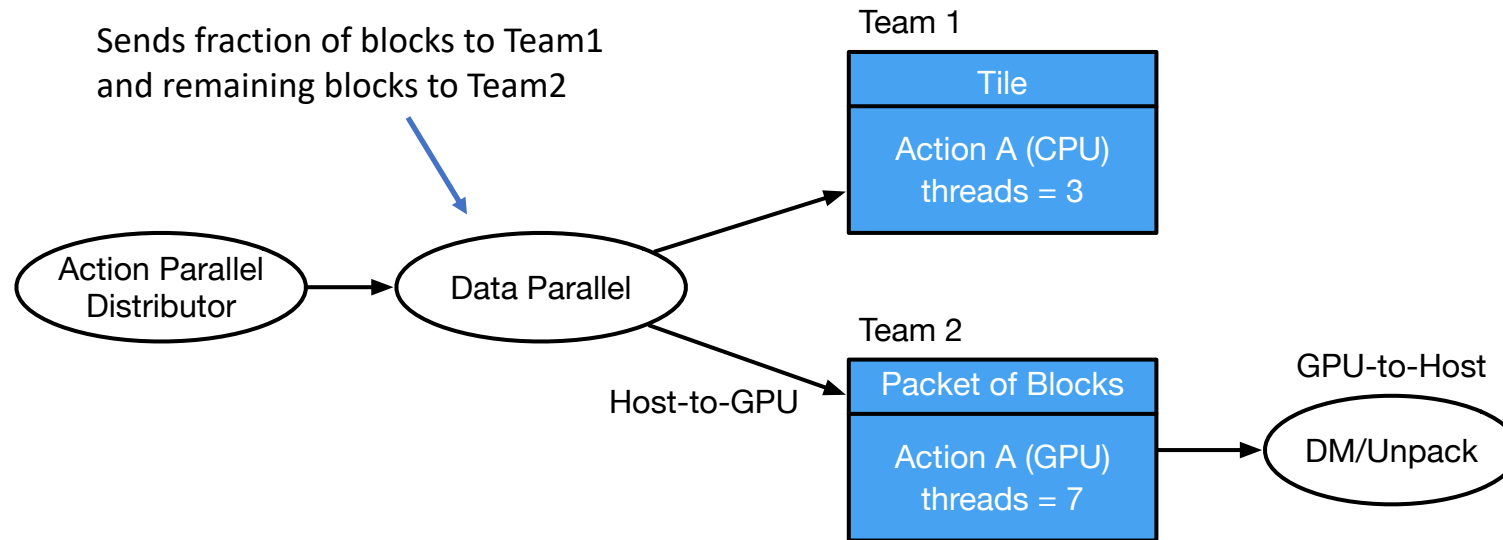 Sends fraction of blocks to Team1
and remaining blocks to Team2
Team 1
Tile
Action A (CPU)
threads = 3
Action Parallel
Distributor
Data Parallel
Host-to-GPU
Team 2
Packet of Blocks
Action A (GPU)
threads = 7
GPU-to-Host
DM/Unpack